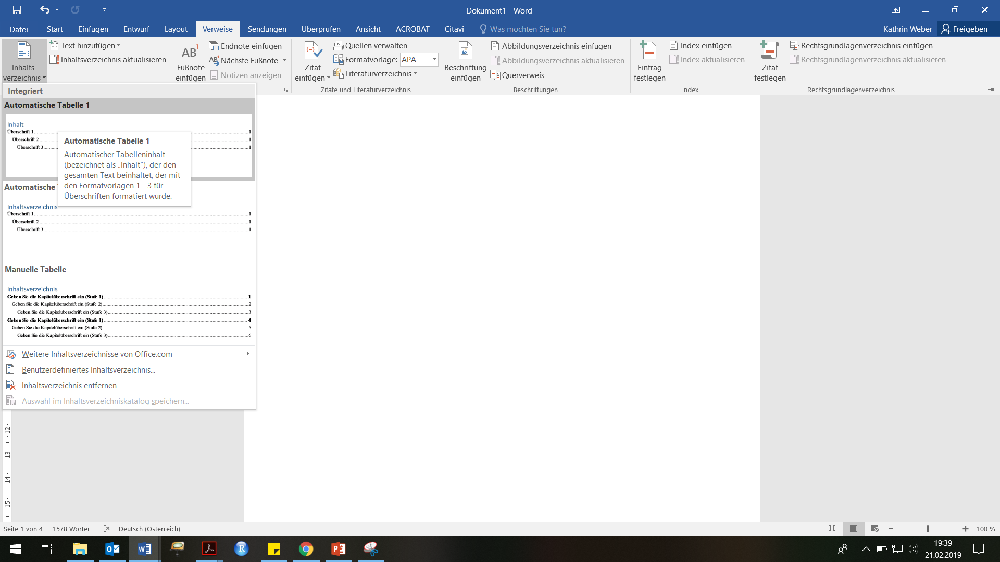 Dokument1 - Word
Datei Start Einfügen Entwurf Layout Verweise Sendungen Überprüfen Ansicht ACROBAT Citavi Was möchten Sie tun? Kathrin Weber Freigeben
Inhalts-
verzeichnis
Text hinzufügen
Inhaltsverzeichnis aktualisieren
AB1
Fußnote
einfügen
Endnote einfügen
Nächste Fußnote
Notizen anzeigen
Zitat
einfügen
Quellen verwalten
Formatvorlage: APA
Literaturverzeichnis
Zitate und Literaturverzeichnis
Beschriftung
einfügen
Abbildungsverzeichnis einfügen
Abbildungsverzeichnis aktualisieren
Querverweis
Beschriftungen
Eintrag
festlegen
Index einfügen
Index aktualisieren
Index
Zitat
festlegen
Rechtsgrundlagenverzeichnis einfügen
Rechtsgrundlagenverzeichnis aktualisieren
Rechtsgrundlagenverzeichnis
Integriert
Automatische Tabelle 1
Inhalt
Überschrift 1 1
Überschrift 2 1
Überschrift 3 1
Automatische Tabelle 1
Automatischer Tabelleninhalt
(bezeichnet als „Inhalt“), der den
gesamten Text beinhaltet, der mit
den Formatvorlagen 1 - 3 für
Überschriften formatiert wurde.
Automatische
Inhaltsverzeichnis
Überschrift 1 1
Überschrift 2 1
Überschrift 3 1
Manuelle Tabelle
Inhaltsverzeichnis
Geben Sie die Kapitelüberschrift ein (Stufe 1) 1
Geben Sie die Kapitelüberschrift ein (Stufe 2) 2
Geben Sie die Kapitelüberschrift ein (Stufe 3) 3
Geben Sie die Kapitelüberschrift ein (Stufe 1) 4
Geben Sie die Kapitelüberschrift ein (Stufe 2) 5
Geben Sie die Kapitelüberschrift ein (Stufe 3) 6
Weitere Inhaltsverzeichnisse von Office.com
Benutzerdefiniertes Inhaltsverzeichnis...
Inhaltsverzeichnis entfernen
Auswahl im Inhaltsverzeichniskatalog speichern...
12
13
14
15
Seite 1 von 4 1578 Wörter Deutsch (Österreich) 100 %
19:39
21.02.2019